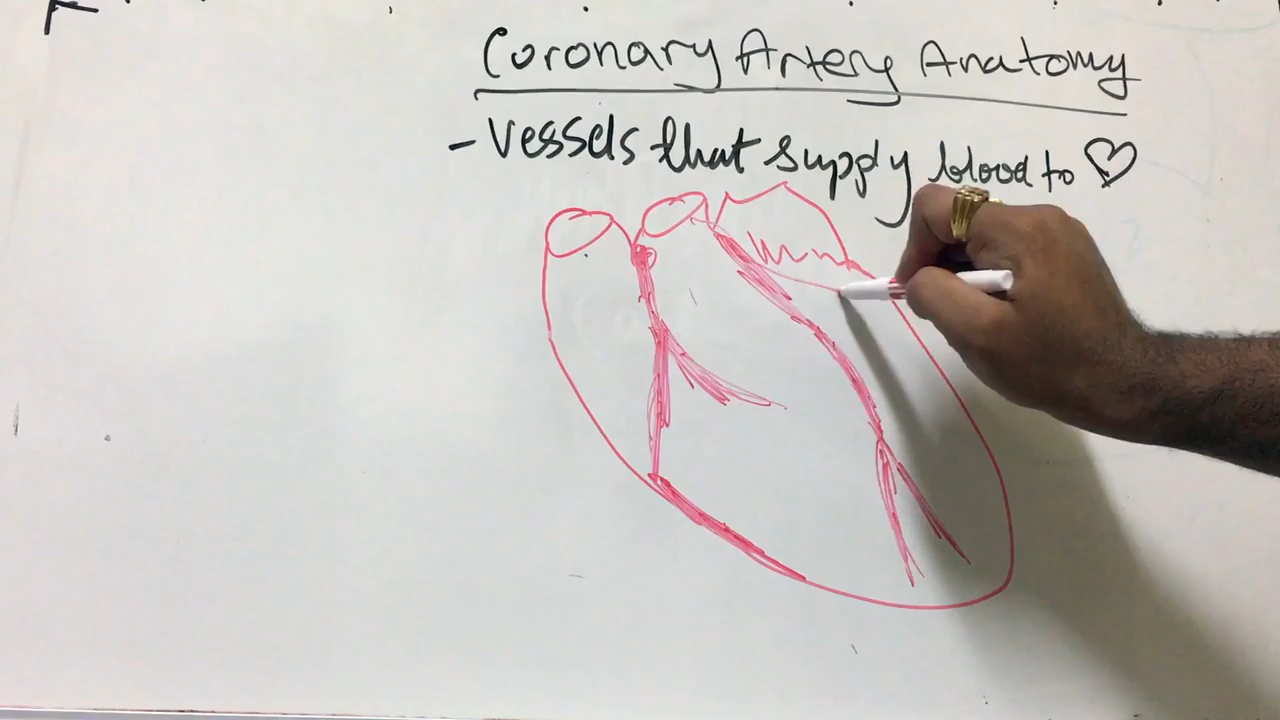 Coronary Artery Anatomy
- Vessels that supply blood to ♡